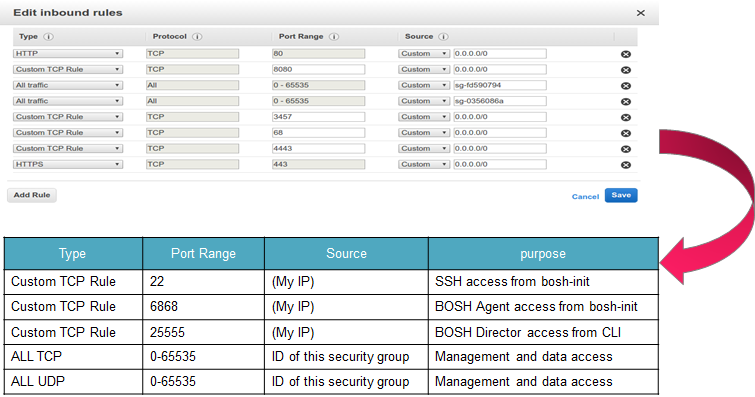 Edit inbound rules ×
Type i Protocol i Port Range i Source i
HTTP TCP 80 Custom 0.0.0.0/0
Custom TCP Rule TCP 8080 Custom 0.0.0.0/0
All traffic All 0 - 65535 Custom sg-fd590794
All traffic All 0 - 65535 Custom sg-0356086a
Custom TCP Rule TCP 3457 Custom 0.0.0.0/0
Custom TCP Rule TCP 68 Custom 0.0.0.0/0
Custom TCP Rule TCP 4443 Custom 0.0.0.0/0
HTTPS TCP 443 Custom 0.0.0.0/0
Add Rule Cancel Save
Type Port Range Source purpose
Custom TCP Rule 22 (My IP) SSH access from bosh-init
Custom TCP Rule 6868 (My IP) BOSH Agent access from bosh-init
Custom TCP Rule 25555 (My IP) BOSH Director access from CLI
ALL TCP 0-65535 ID of this security group Management and data access
ALL UDP 0-65535 ID of this security group Management and data access